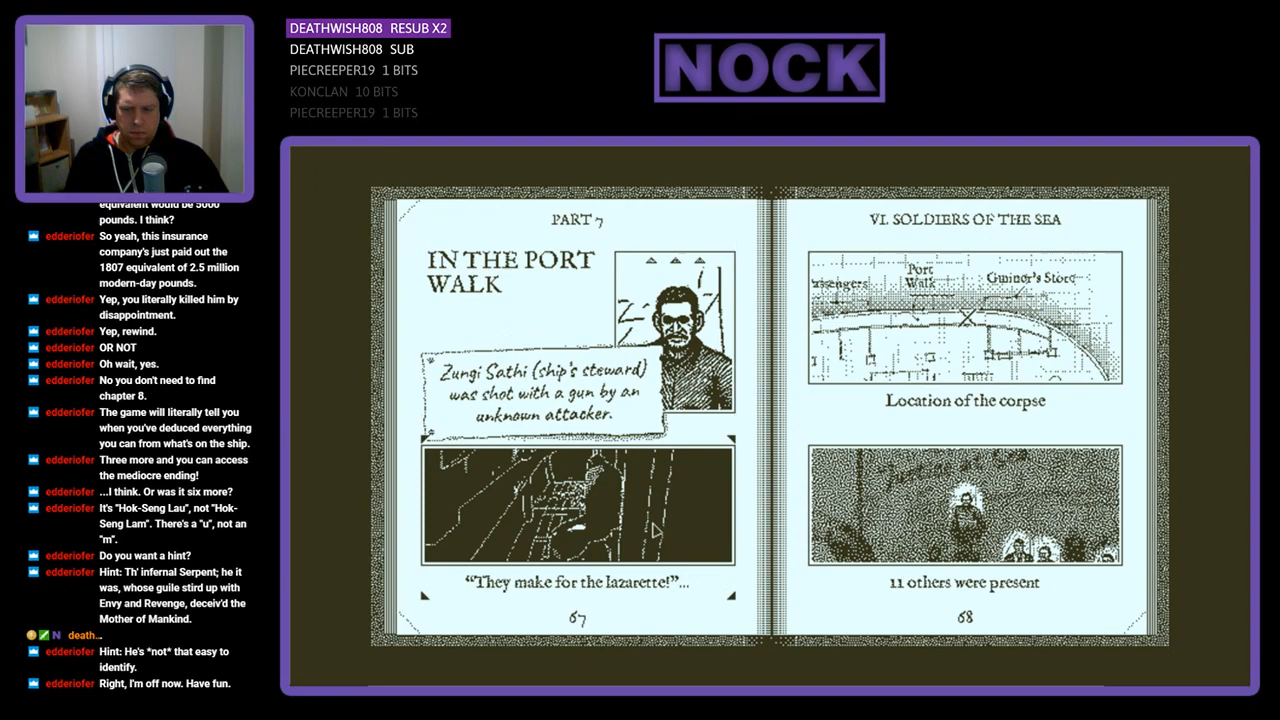 DEATHWISH808 RESUB X2
DEATHWISH808 SUB
PIECREEPER19 1 BITS
KONCLAN 10 BITS
PIECREEPER19 1 BITS
NOCK
equivalent would be 5000
pounds. I think?
edderiofer So yeah, this insurance
company's just paid out the
1807 equivalent of 2.5 million
modern-day pounds.
edderiofer Yep, you literally killed him by
disappointment.
edderiofer Yep, rewind.
edderiofer OR NOT
edderiofer Oh wait, yes.
edderiofer No you don't need to find
chapter 8.
edderiofer The game will literally tell you
when you've deduced everything
you can from what's on the ship.
edderiofer Three more and you can access
the mediocre ending!
edderiofer ...I think. Or was it six more?
edderiofer It's "Hok-Seng Lau", not "Hok-
Seng Lam". There's a "u", not an
"m".
edderiofer Do you want a hint?
edderiofer Hint: Th' infernal Serpent; he it
was, whose guile stird up with
Envy and Revenge, deceiv'd the
Mother of Mankind.
N death...
edderiofer Hint: He's *not* that easy to
identify.
edderiofer Right, I'm off now. Have fun.
PART 7
IN THE PORT
WALK
Zungi Sathi (ship's steward)
was shot with a gun by an
unknown attacker.
"They make for the lazarette!"...
67
VI. SOLDIERS OF THE SEA
Port
Walk
Gunner's Store
Location of the corpse
11 others were present
68